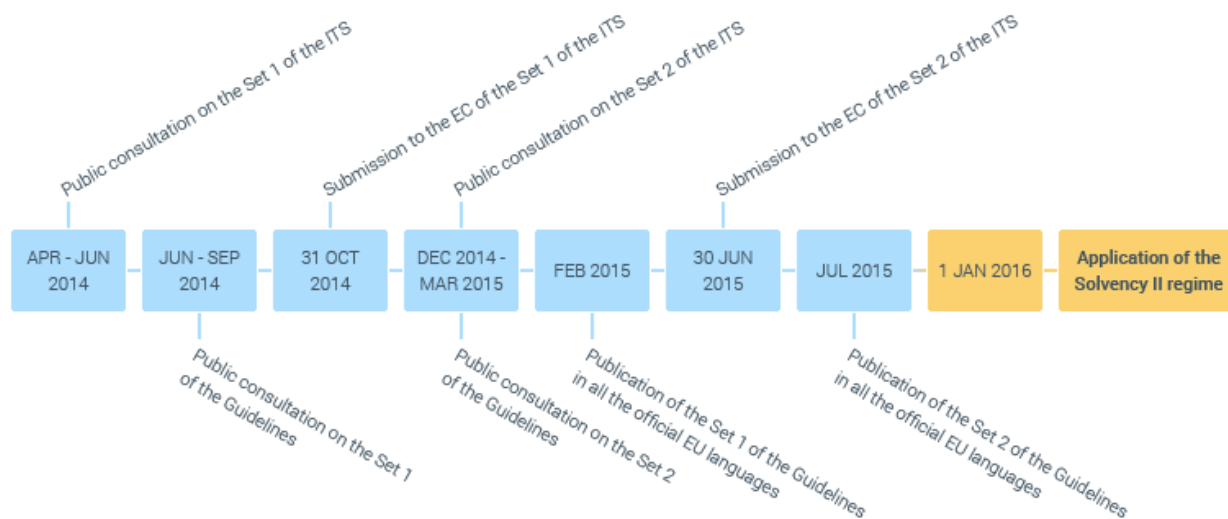 Public consultation on the Set 1 of the ITS
Submission to the EC of the Set 1 of the ITS
Public consultation on the Set 2 of the ITS
Submission to the EC of the Set 2 of the ITS
APR - JUN
2014
JUN - SEP
2014
31 OCT
2014
DEC 2014 -
MAR 2015
FEB 2015
30 JUN
2015
JUL 2015
1 JAN 2016
Application of the
Solvency II regime
Public consultation on the Set 1
of the Guidelines
Public consultation on the Set 2
of the Guidelines
Publication of the Set 1 of the Guidelines
in all the official EU languages
Publication of the Set 2 of the Guidelines
in all the official EU languages